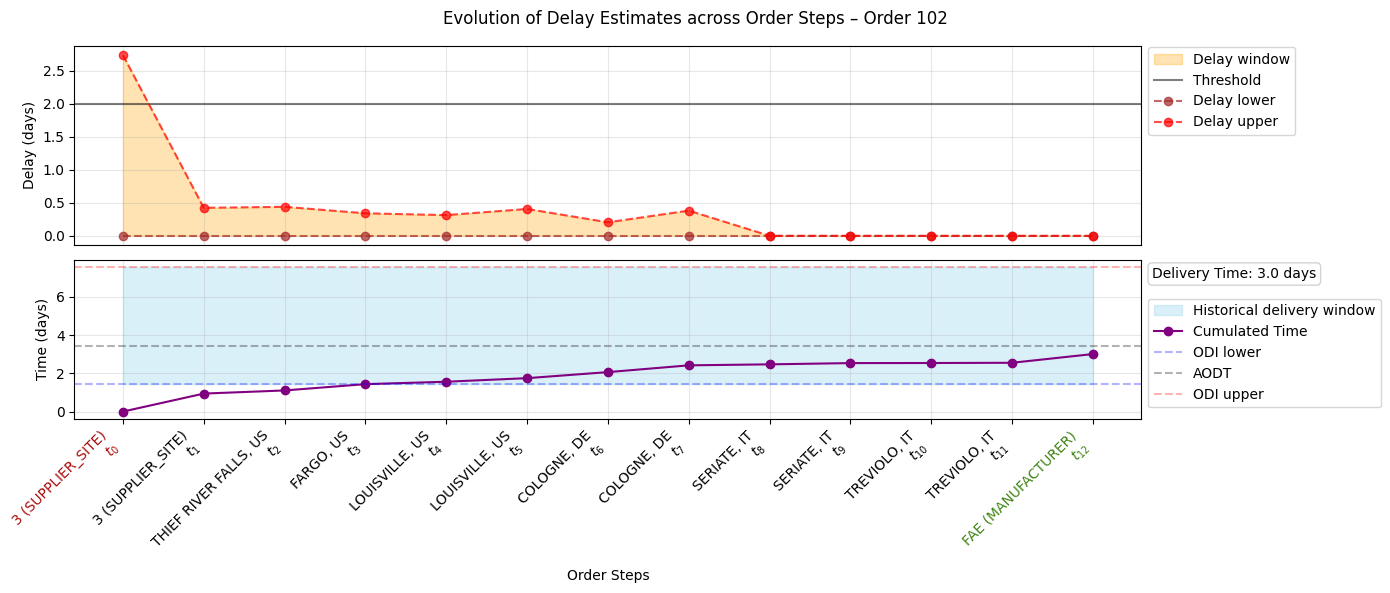 Evolution of Delay Estimates across Order Steps – Order 102
Delay (days)
2.5
2.0
1.5
1.0
0.5
0.0
Delay window
Threshold
Delay lower
Delay upper
Time (days)
6
4
2
0
Delivery Time: 3.0 days
Historical delivery window
Cumulated Time
ODI lower
AODT
ODI upper
3 (SUPPLIER_SITE)
t0
3 (SUPPLIER_SITE)
t1
THIEF RIVER FALLS, US
t2
FARGO, US
t3
LOUISVILLE, US
t4
LOUISVILLE, US
t5
COLOGNE, DE
t6
COLOGNE, DE
t7
SERIATE, IT
t8
SERIATE, IT
t9
TREVIOLO, IT
t10
TREVIOLO, IT
t11
FAE (MANUFACTURER)
t12
Order Steps